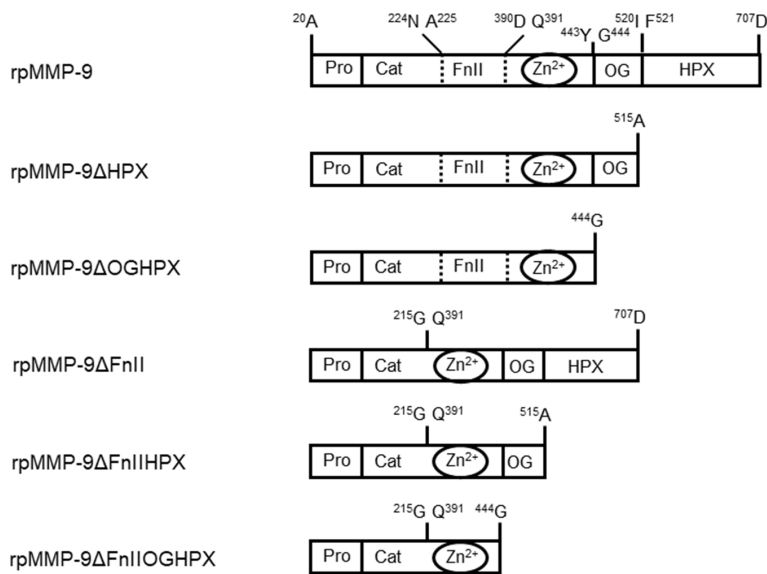 ²⁰A ²²⁴N A²²⁵ ³⁹⁰D Q³⁹¹ ⁴⁴³Y G⁴⁴⁴ ⁵²⁰I F⁵²¹ ⁷⁰⁷D
rpMMP-9 Pro Cat FnII Zn²⁺ OG HPX
⁵¹⁵A
rpMMP-9ΔHPX Pro Cat FnII Zn²⁺ OG
⁴⁴⁴G
rpMMP-9ΔOGHPX Pro Cat FnII Zn²⁺
²¹⁵G Q³⁹¹ ⁷⁰⁷D
rpMMP-9ΔFnII Pro Cat Zn²⁺ OG HPX
²¹⁵G Q³⁹¹ ⁵¹⁵A
rpMMP-9ΔFnIIHPX Pro Cat Zn²⁺ OG
²¹⁵G Q³⁹¹ ⁴⁴⁴G
rpMMP-9ΔFnIIOGHPX Pro Cat Zn²⁺